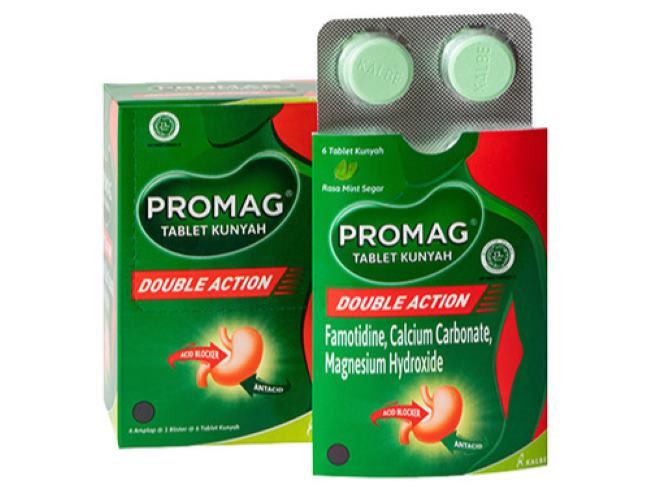 PROMAG®
TABLET KUNYAH
DOUBLE ACTION
ACID BLOCKER
ANTACID
KALBE
KALBE
6 Tablet Kunyah
Rasa Mint Segar
PROMAG®
TABLET KUNYAH
DOUBLE ACTION
Famotidine, Calcium Carbonate,
Magnesium Hydroxide
ACID BLOCKER
ANTACID
KALBE